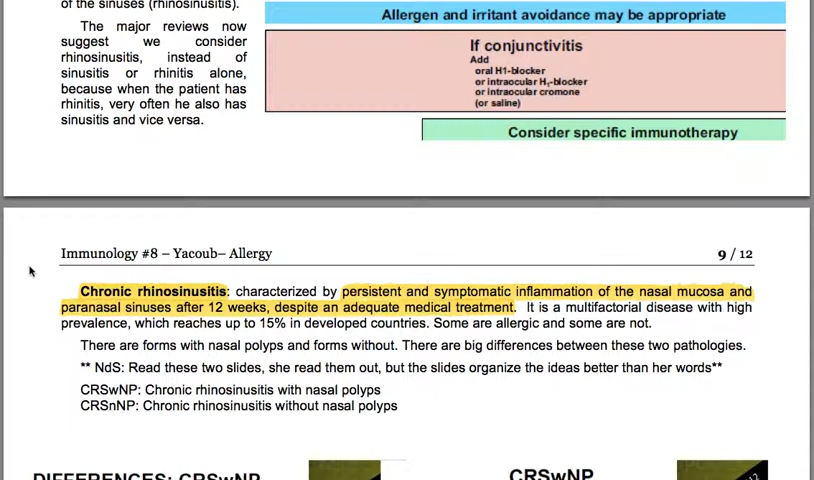 of the sinuses (rhinosinusitis).
The major reviews now
suggest we consider
rhinosinusitis, instead of
sinusitis or rhinitis alone,
because when the patient has
rhinitis, very often he also has
sinusitis and vice versa.
Allergen and irritant avoidance may be appropriate
If conjunctivitis
Add
oral H1-blocker
or intraocular H1-blocker
or intraocular cromone
(or saline)
Consider specific immunotherapy
Immunology #8 – Yacoub– Allergy 9 / 12
Chronic rhinosinusitis: characterized by persistent and symptomatic inflammation of the nasal mucosa and
paranasal sinuses after 12 weeks, despite an adequate medical treatment. It is a multifactorial disease with high
prevalence, which reaches up to 15% in developed countries. Some are allergic and some are not.
There are forms with nasal polyps and forms without. There are big differences between these two pathologies.
** NdS: Read these two slides, she read them out, but the slides organize the ideas better than her words**
CRSwNP: Chronic rhinosinusitis with nasal polyps
CRSnNP: Chronic rhinosinusitis without nasal polyps
DIFFERENCES: CRSwNP
CRSwNP